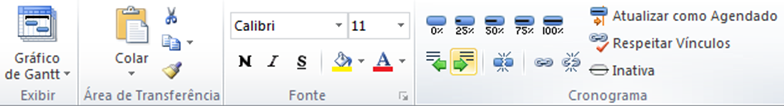 Gráfico
de Gantt
Exibir
Colar
Área de Transferência
Calibri
11
N I S A
Fonte
0% 25% 50% 75% 100%
Atualizar como Agendado
Respeitar Vínculos
Inativa
Cronograma